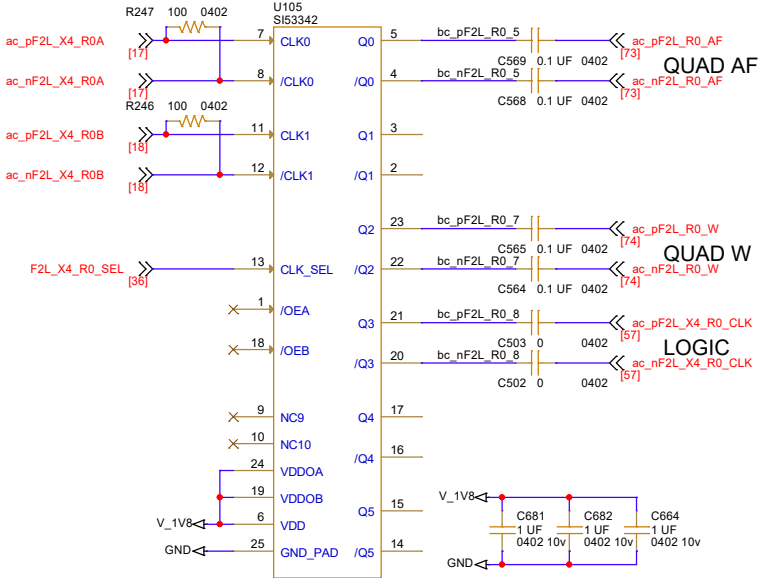 U105
SI53342
R247 100 0402
ac_pF2L_X4_R0A
[17]
7 CLK0
Q0 5 bc_pF2L_R0_5
C569 0.1 UF 0402
ac_pF2L_R0_AF
[73]
QUAD AF
ac_nF2L_X4_R0A
[17]
8 /CLK0
/Q0 4 bc_nF2L_R0_5
C568 0.1 UF 0402
ac_nF2L_R0_AF
[73]
R246 100 0402
ac_pF2L_X4_R0B
[18]
11 CLK1
Q1 3
ac_nF2L_X4_R0B
[18]
12 /CLK1
/Q1 2
Q2 23 bc_pF2L_R0_7
C565 0.1 UF 0402
ac_pF2L_R0_W
[74]
QUAD W
F2L_X4_R0_SEL
[36]
13 CLK_SEL
/Q2 22 bc_nF2L_R0_7
C564 0.1 UF 0402
ac_nF2L_R0_W
[74]
1 /OEA
Q3 21 bc_pF2L_R0_8
C503 0 0402
ac_pF2L_X4_R0_CLK
[57]
LOGIC
18 /OEB
/Q3 20 bc_nF2L_R0_8
C502 0 0402
ac_nF2L_X4_R0_CLK
[57]
9 NC9
Q4 17
10 NC10
/Q4 16
24 VDDOA
19 VDDOB
Q5 15
V_1V8
6 VDD
GND
25 GND_PAD
/Q5 14
V_1V8
C681 C682 C664
1 UF 1 UF 1 UF
0402 10v 0402 10v 0402 10v
GND